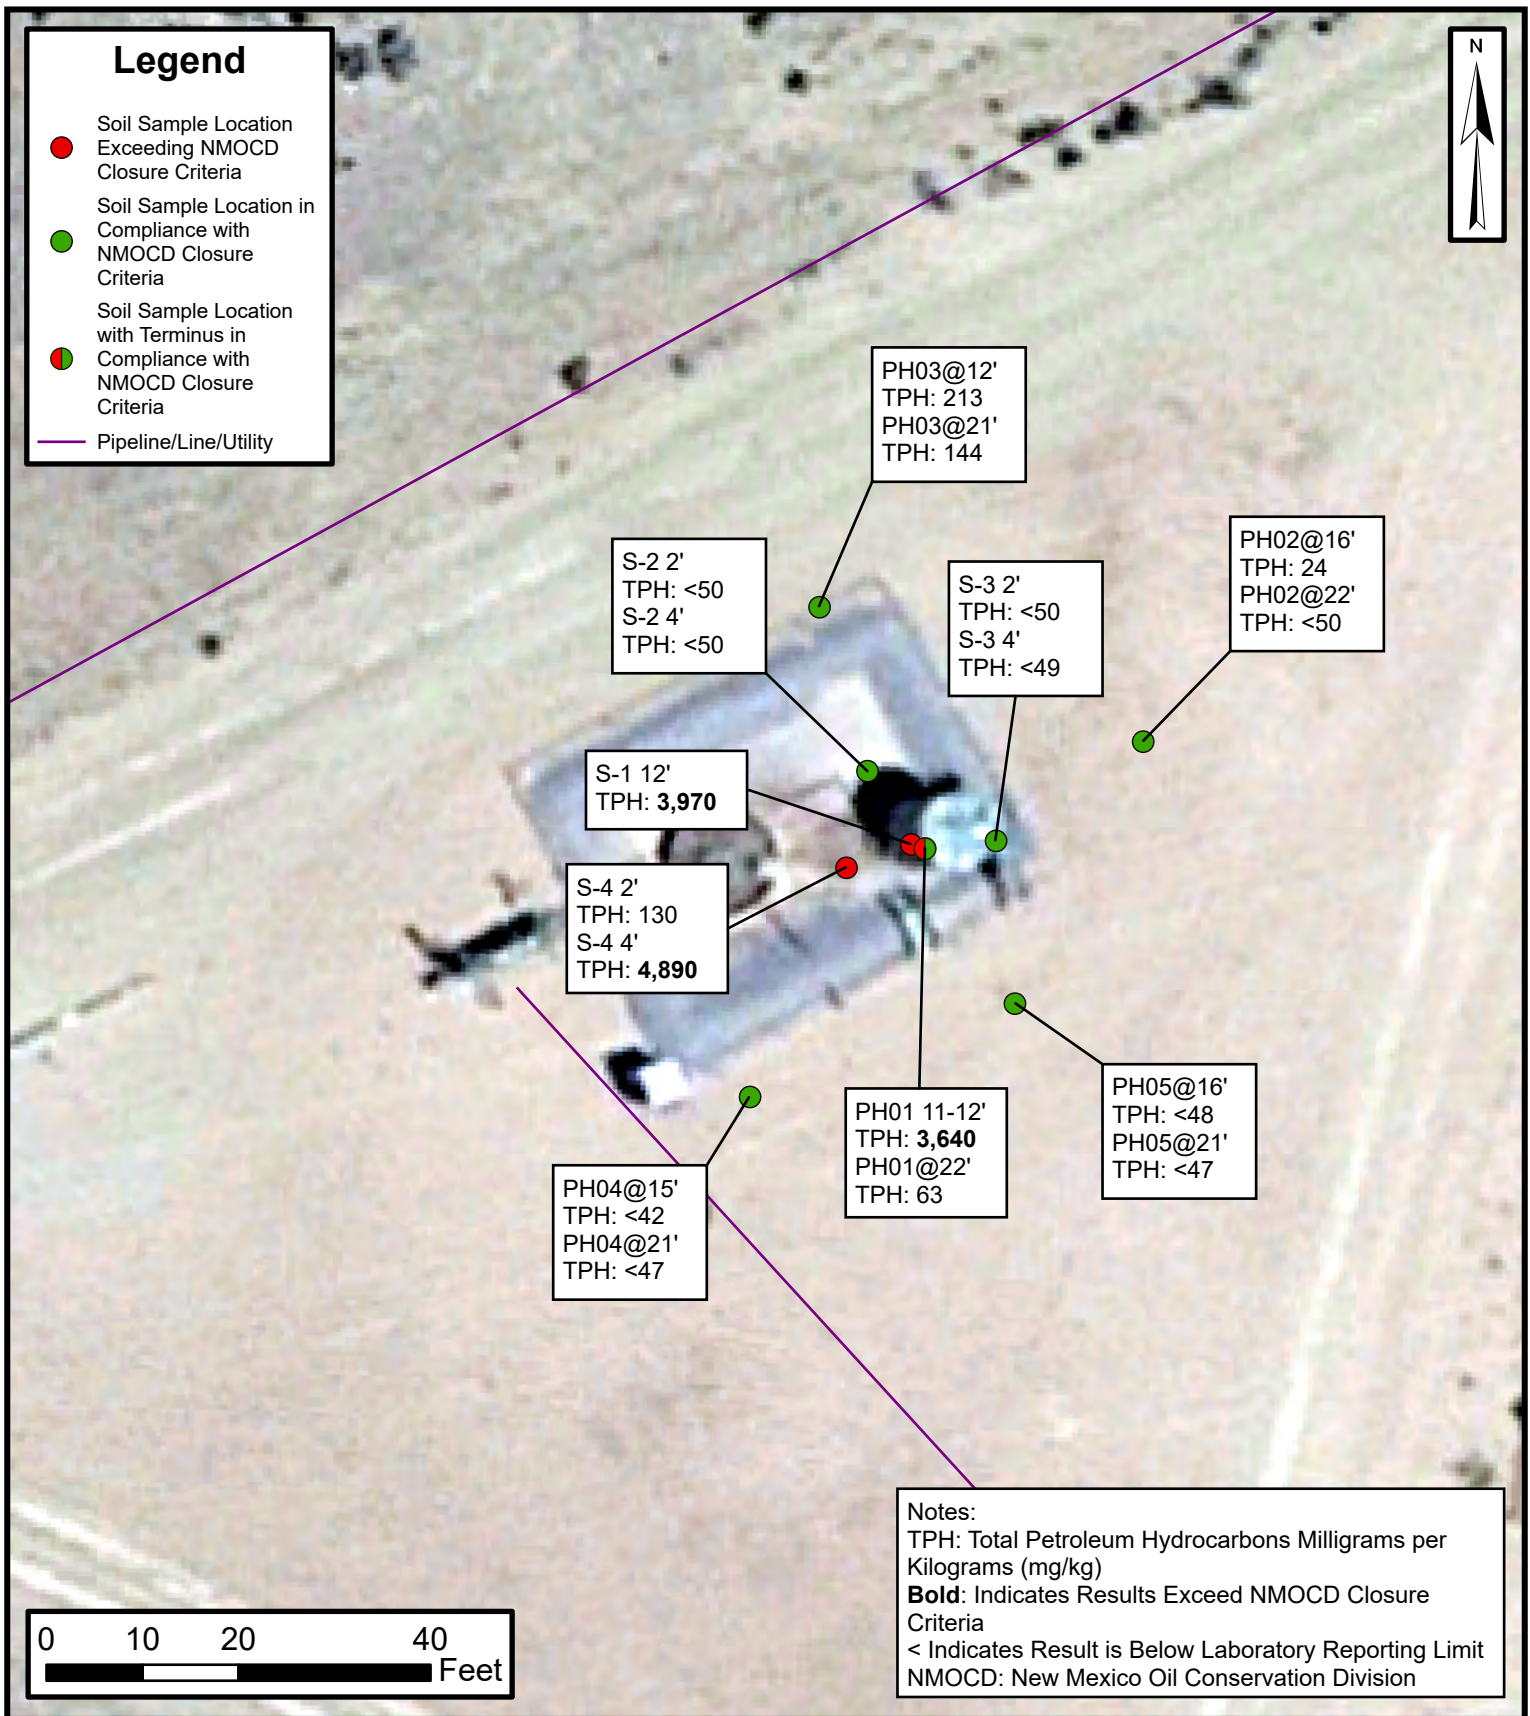 Legend
Soil Sample Location
Exceeding NMOCD
Closure Criteria
Soil Sample Location in
Compliance with
NMOCD Closure
Criteria
Soil Sample Location
with Terminus in
Compliance with
NMOCD Closure
Criteria
Pipeline/Line/Utility
N
PH03@12'
TPH: 213
PH03@21'
TPH: 144
PH02@16'
TPH: 24
PH02@22'
TPH: <50
S-2 2'
TPH: <50
S-2 4'
TPH: <50
S-3 2'
TPH: <50
S-3 4'
TPH: <49
S-1 12'
TPH: 3,970
S-4 2'
TPH: 130
S-4 4'
TPH: 4,890
PH05@16'
TPH: <48
PH05@21'
TPH: <47
PH01 11-12'
TPH: 3,640
PH01@22'
TPH: 63
PH04@15'
TPH: <42
PH04@21'
TPH: <47
Notes:
TPH: Total Petroleum Hydrocarbons Milligrams per
Kilograms (mg/kg)
Bold: Indicates Results Exceed NMOCD Closure
Criteria
< Indicates Result is Below Laboratory Reporting Limit
NMOCD: New Mexico Oil Conservation Division
0 10 20 40
Feet